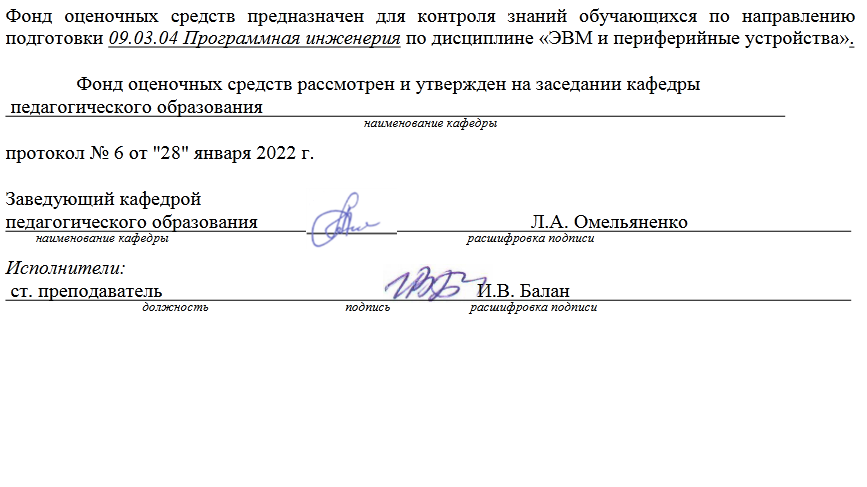 Фонд оценочных средств предназначен для контроля знаний обучающихся по направлению
подготовки 09.03.04 Программная инженерия по дисциплине «ЭВМ и периферийные устройства».
Фонд оценочных средств рассмотрен и утвержден на заседании кафедры
педагогического образования
наименование кафедры
протокол № 6 от "28" января 2022 г.
Заведующий кафедрой
педагогического образования Л.А. Омельяненко
наименование кафедры расшифровка подписи
Исполнители:
ст. преподаватель И.В. Балан
должность подпись расшифровка подписи